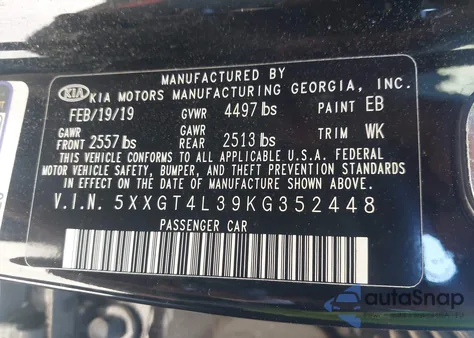 MANUFACTURED BY
KIA KIA MOTORS MANUFACTURING GEORGIA, INC.
FEB/19/19 GVWR 4497 lbs PAINT EB
GAWR FRONT 2557 lbs GAWR REAR 2513 lbs TRIM WK
THIS VEHICLE CONFORMS TO ALL APPLICABLE U.S.A. FEDERAL
MOTOR VEHICLE SAFETY, BUMPER, AND THEFT PREVENTION STANDARDS
IN EFFECT ON THE DATE OF MANUFACTURE SHOWN ABOVE.
V.I.N. 5XXGT4L39KG352448
PASSENGER CAR
autoSnap